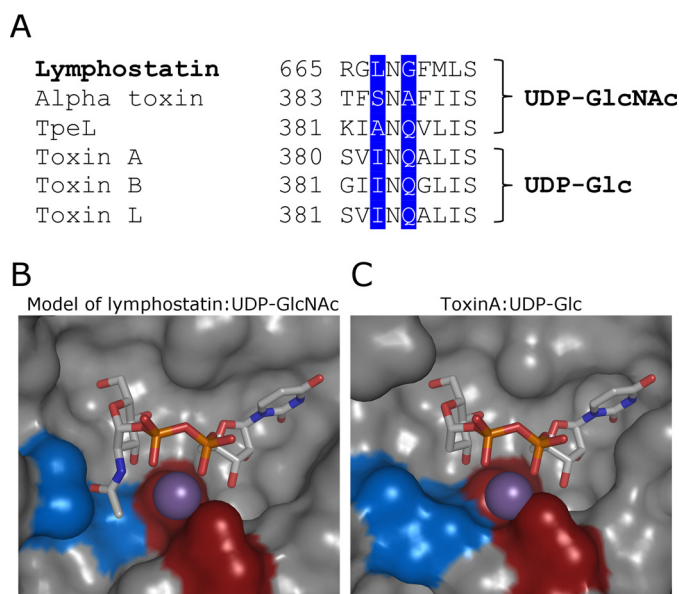 A
Lymphostatin 665 RGLNGFMLS
Alpha toxin 383 TFSNAFIIS UDP-GlcNAc
TpeL 381 KIANQVLIS
Toxin A 380 SVINQALIS
Toxin B 381 GIINQGLIS UDP-Glc
Toxin L 381 SVINQALIS
B
Model of lymphostatin:UDP-GlcNAc
C
ToxinA:UDP-Glc